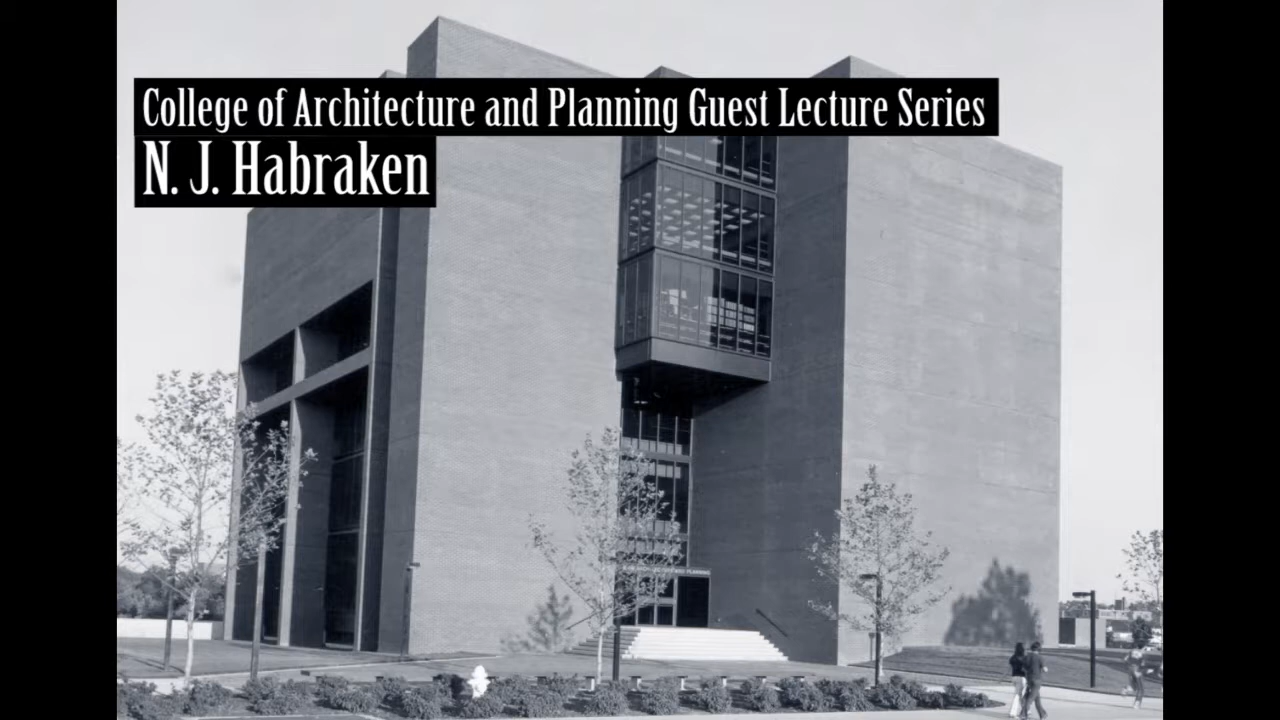 College of Architecture and Planning Guest Lecture Series
N. J. Habraken